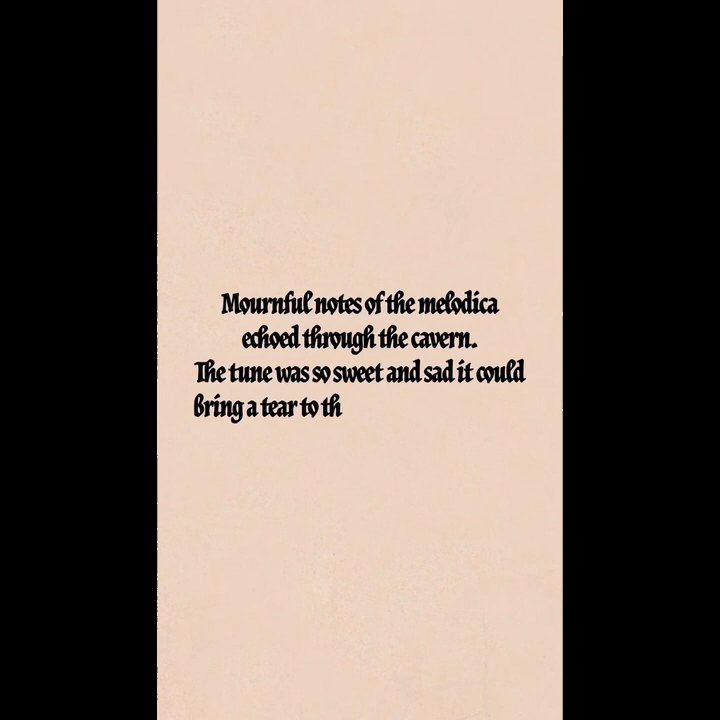 Mournful notes of the melodica
echoed through the cavern.
The tune was so sweet and sad it could
bring a tear to th